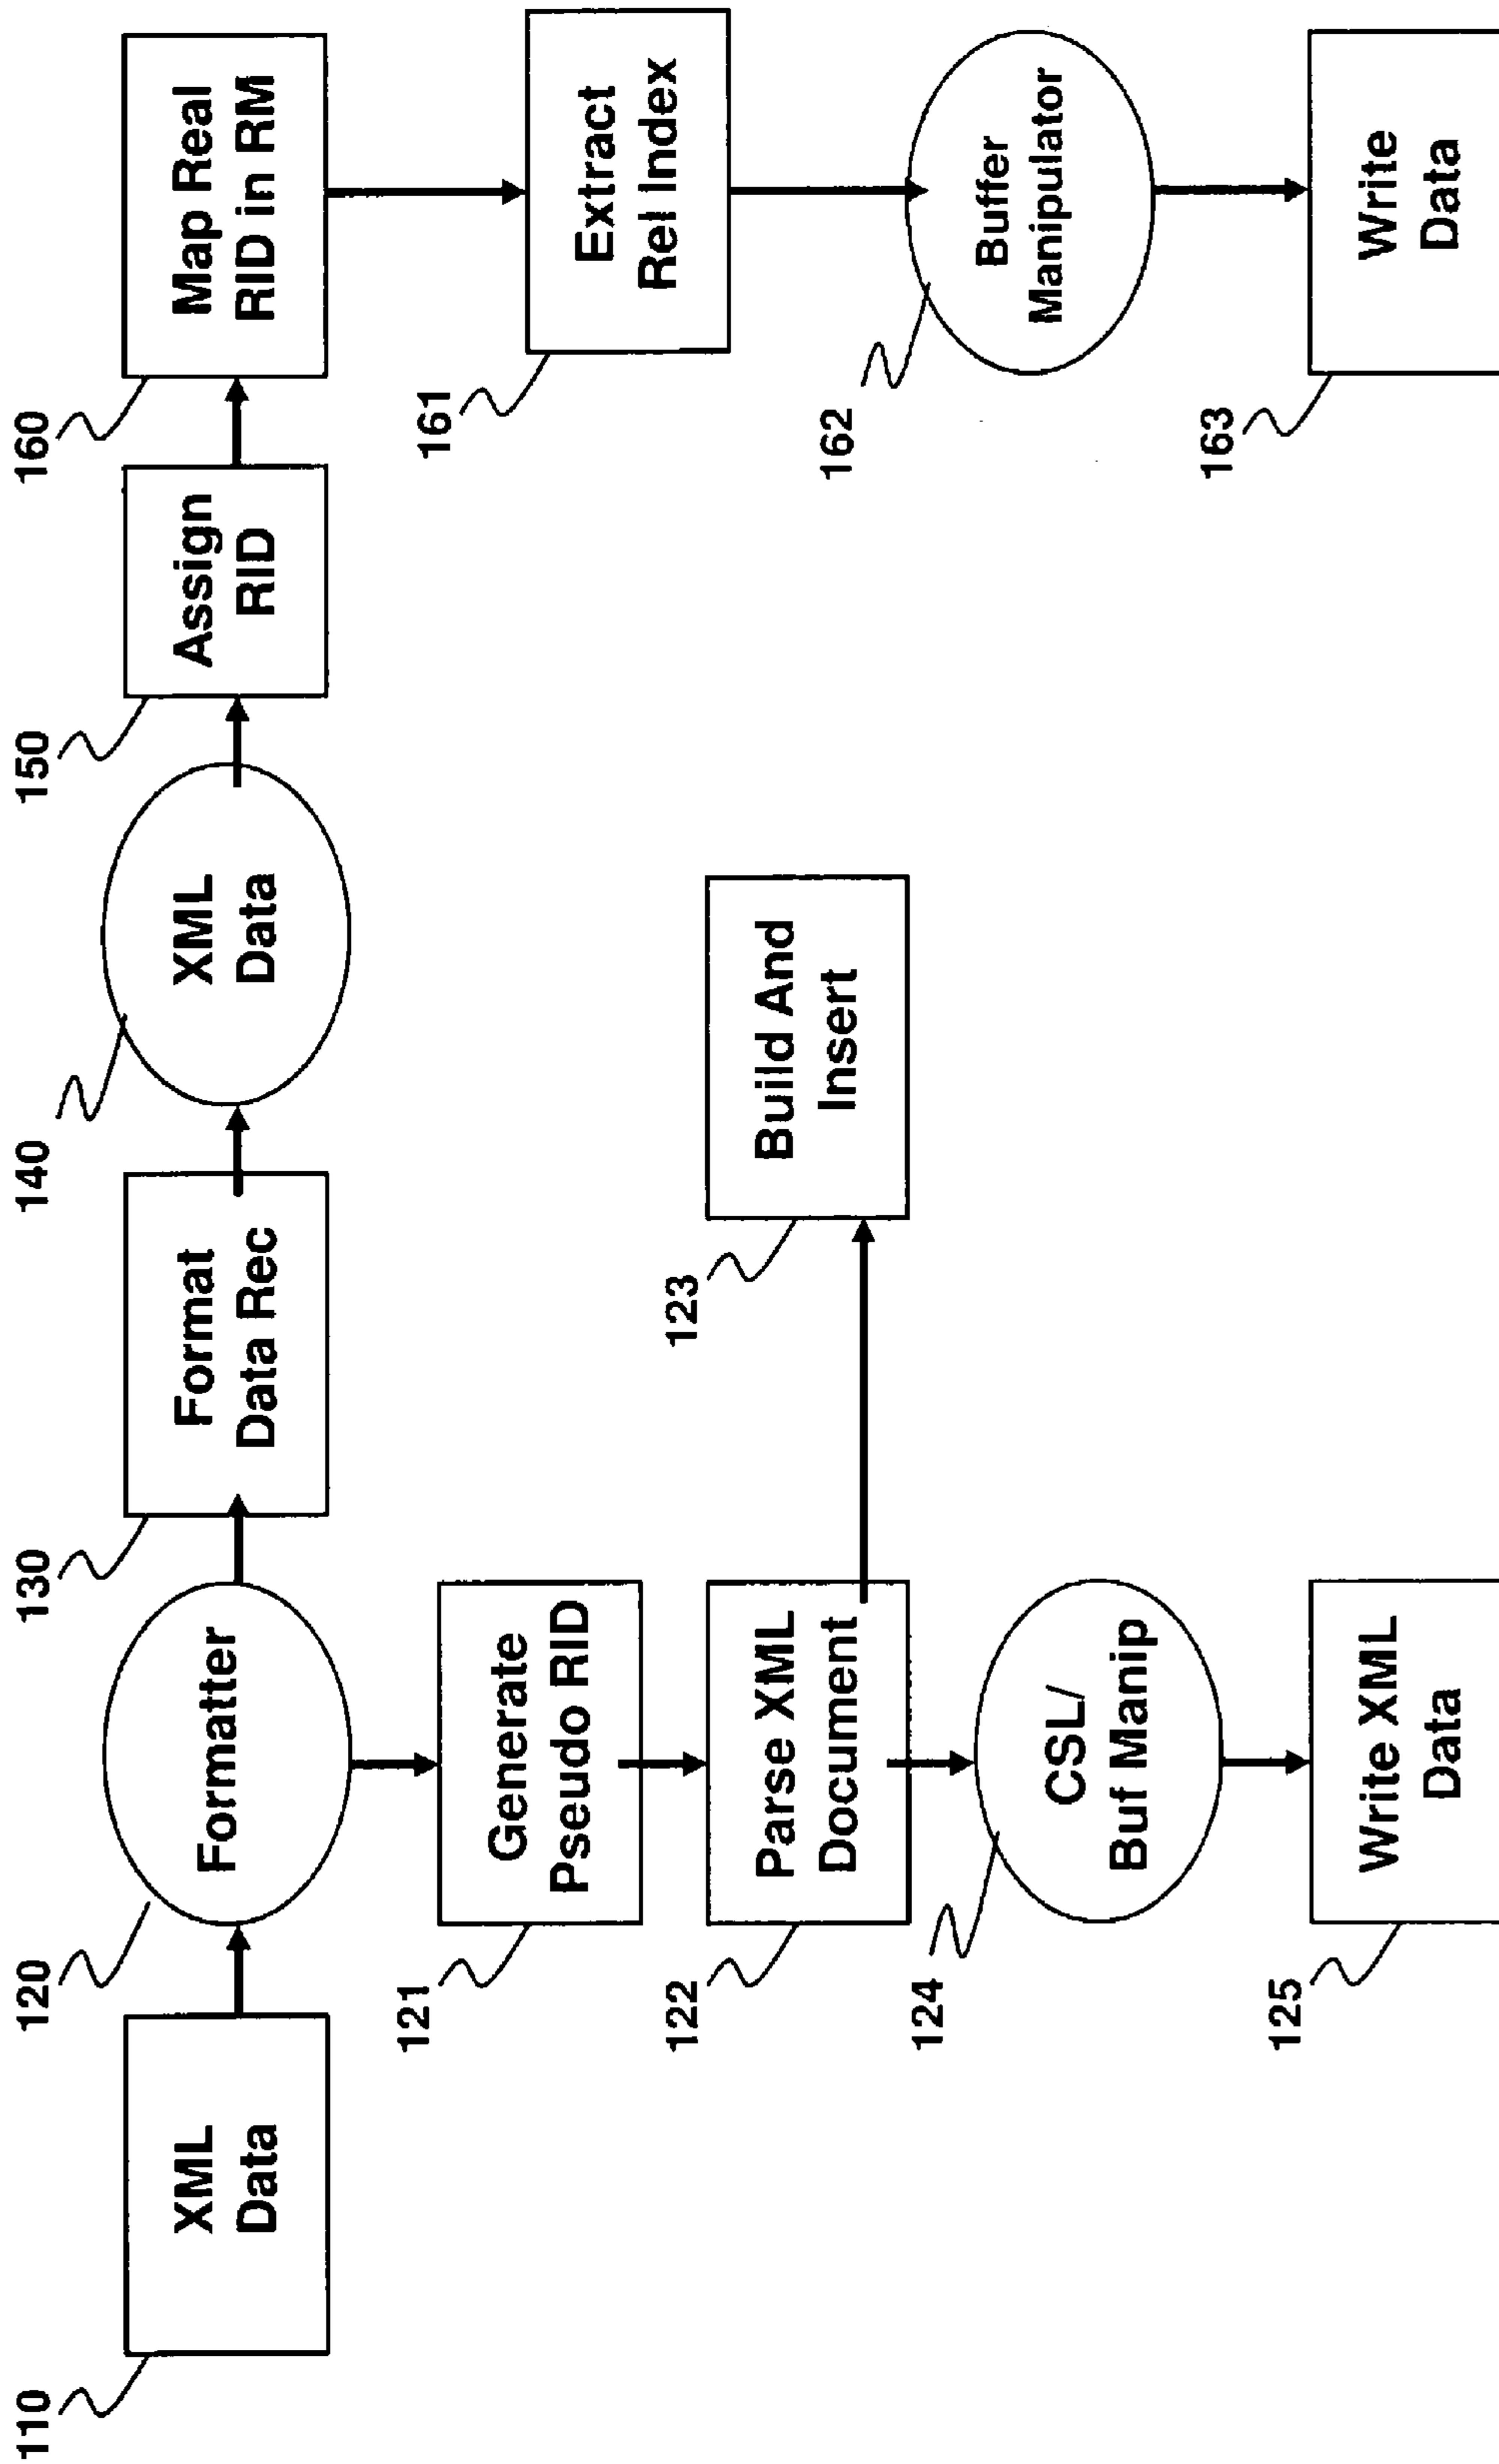 110
XML
Data
120
Formatter
130
Format
Data Rec
140
XML
Data
150
Assign
RID
160
Map Real
RID in RM
121
Generate
Pseudo RID
161
Extract
Rel Index
122
Parse XML
Document
123
Build And
Insert
124
CSL/
Buf Manip
162
Buffer
Manipulator
125
Write XML
Data
163
Write
Data